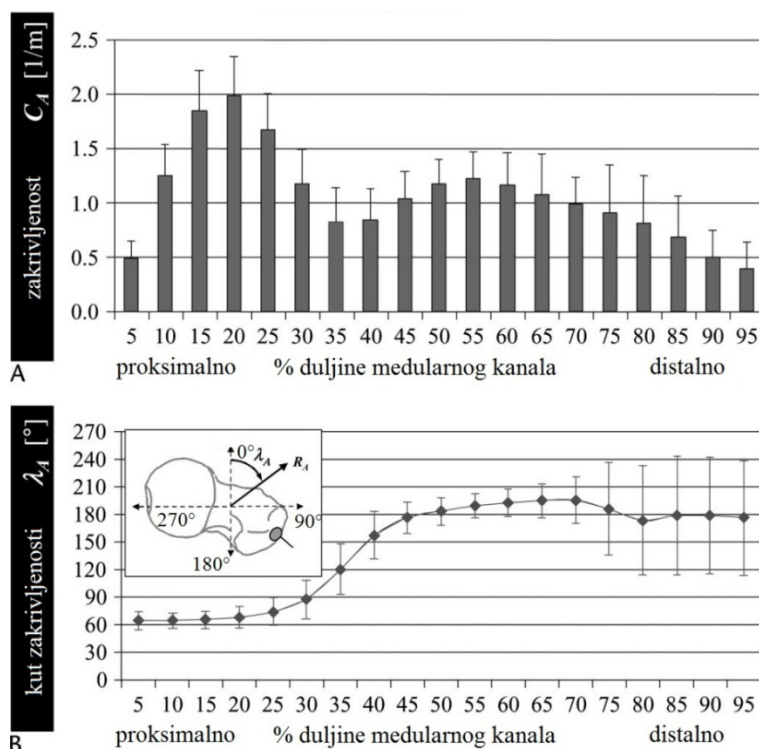 zakrivljenost C_A [1/m]
2.5
2.0
1.5
1.0
0.5
0.0
5 10 15 20 25 30 35 40 45 50 55 60 65 70 75 80 85 90 95
proksimalno % duljine medularnog kanala distalno
A
kut zakrivljenosti λ_A [°]
270
240
210
180
150
120
90
60
30
0
0° λ_A R_A
270° 90°
180°
5 10 15 20 25 30 35 40 45 50 55 60 65 70 75 80 85 90 95
proksimalno % duljine medularnog kanala distalno
B